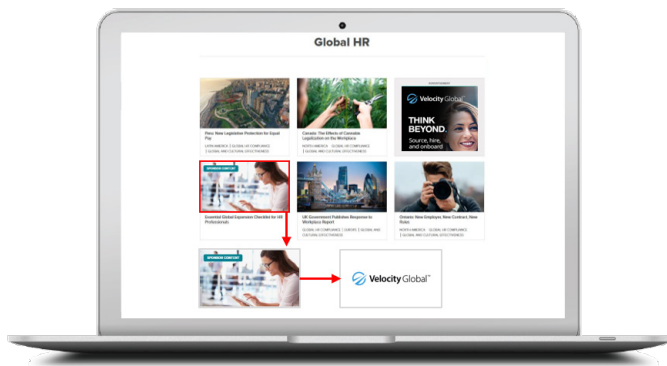 Global HR
ADVERTISEMENT
Velocity Global
THINK
BEYOND.
Source, hire,
and onboard
Peru: New Legislative Protection for Equal
Pay
LATIN AMERICA | GLOBAL HR COMPLIANCE
| GLOBAL AND CULTURAL EFFECTIVENESS
Canada: The Effects of Cannabis
Legalization on the Workplace
NORTH AMERICA | GLOBAL HR COMPLIANCE
| GLOBAL AND CULTURAL EFFECTIVENESS
SPONSOR CONTENT
Essential Global Expansion Checklist for HR
Professionals
UK Government Publishes Response to
Workplace Report
GLOBAL HR COMPLIANCE | EUROPE | GLOBAL AND
CULTURAL EFFECTIVENESS
Ontario: New Employer, New Contract, New
Rules
NORTH AMERICA | GLOBAL HR COMPLIANCE
| GLOBAL AND CULTURAL EFFECTIVENESS
SPONSOR CONTENT
Velocity Global™